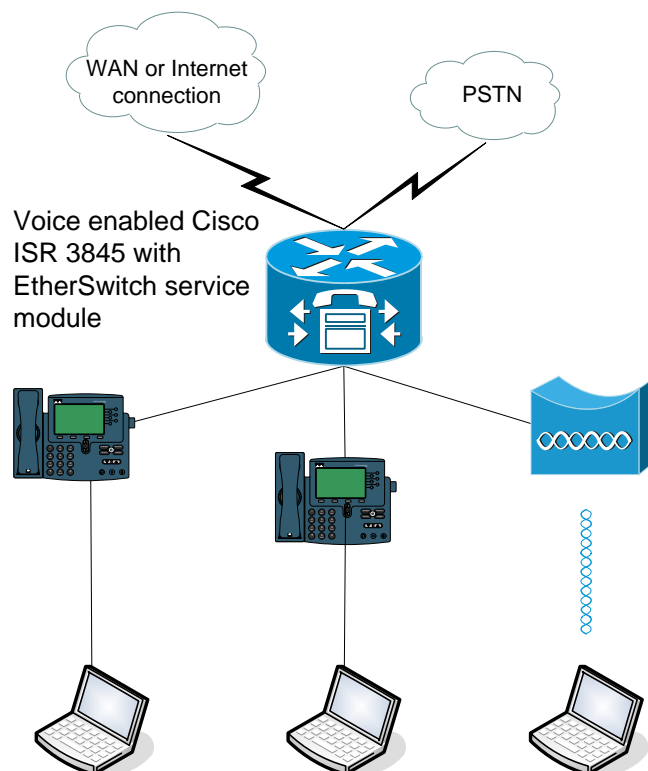 WAN or Internet
connection
PSTN
Voice enabled Cisco
ISR 3845 with
EtherSwitch service
module